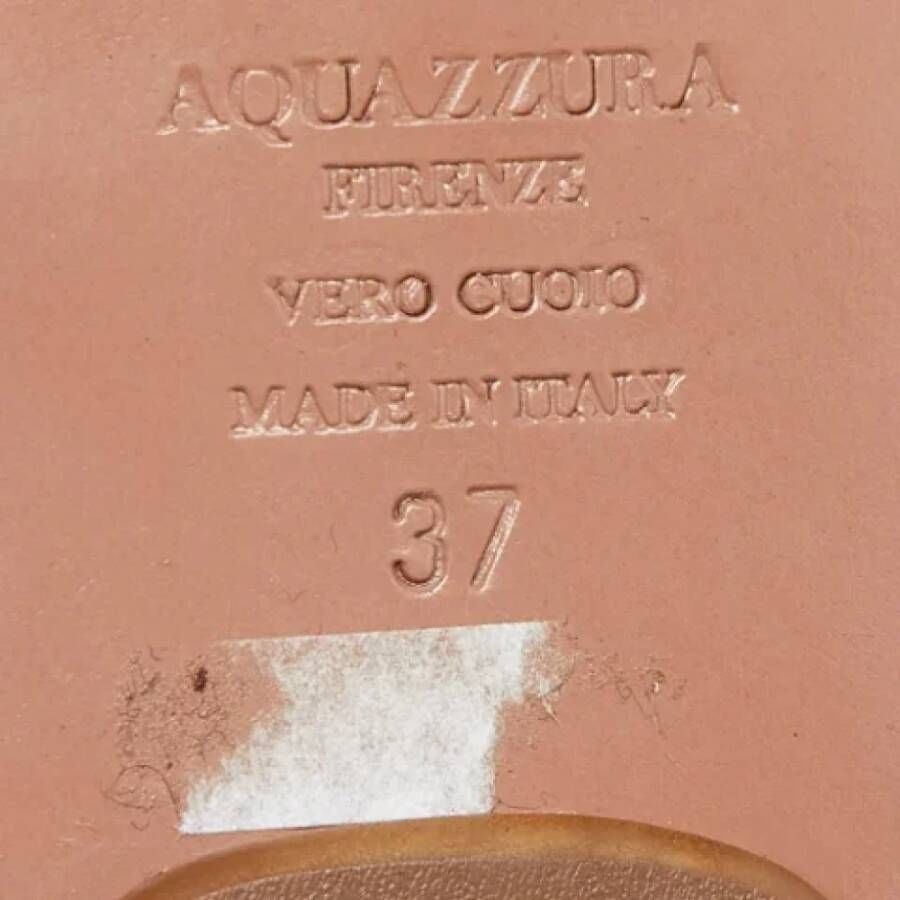 AQUAZZURA
FIRENZE
VERO CUOIO
MADE IN ITALY
37